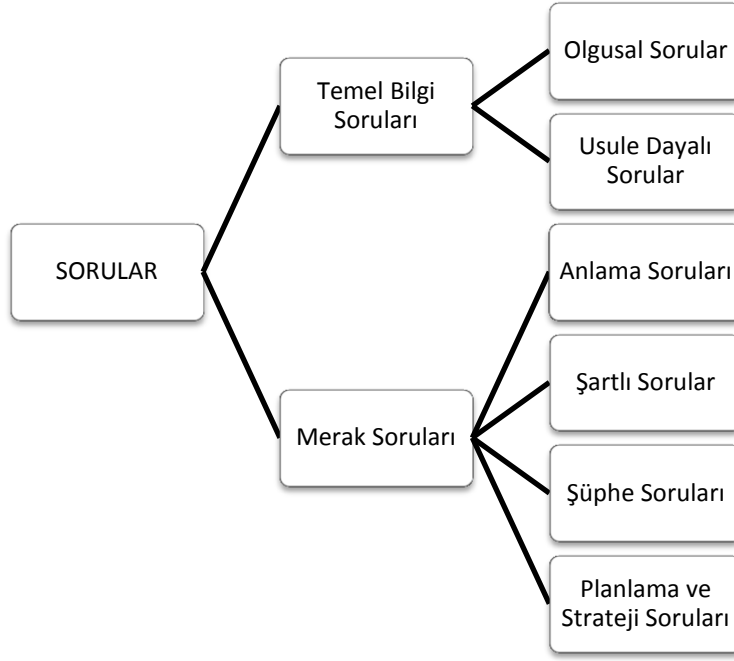 SORULAR
Temel Bilgi
Soruları
Olgusal Sorular
Usule Dayalı
Sorular
Merak Soruları
Anlama Soruları
Şartlı Sorular
Şüphe Soruları
Planlama ve
Strateji Soruları